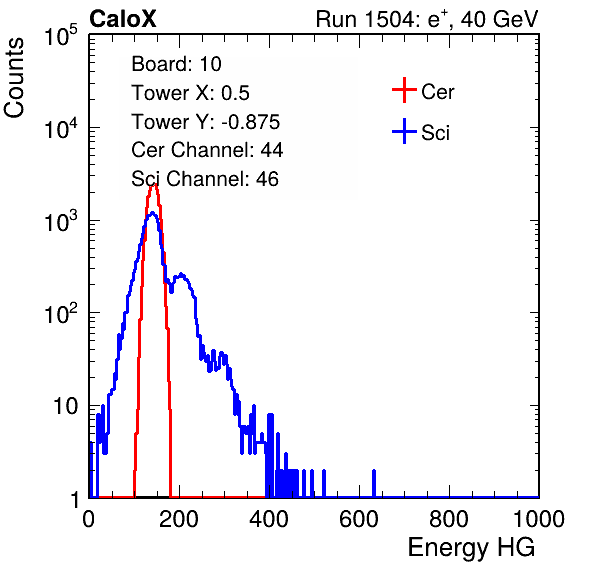 CaloX Run 1504: e+, 40 GeV
Counts
Board: 10
Tower X: 0.5
Tower Y: -0.875
Cer Channel: 44
Sci Channel: 46
Cer
Sci
10^5
10^4
10^3
10^2
10
1
0 200 400 600 800 1000
Energy HG